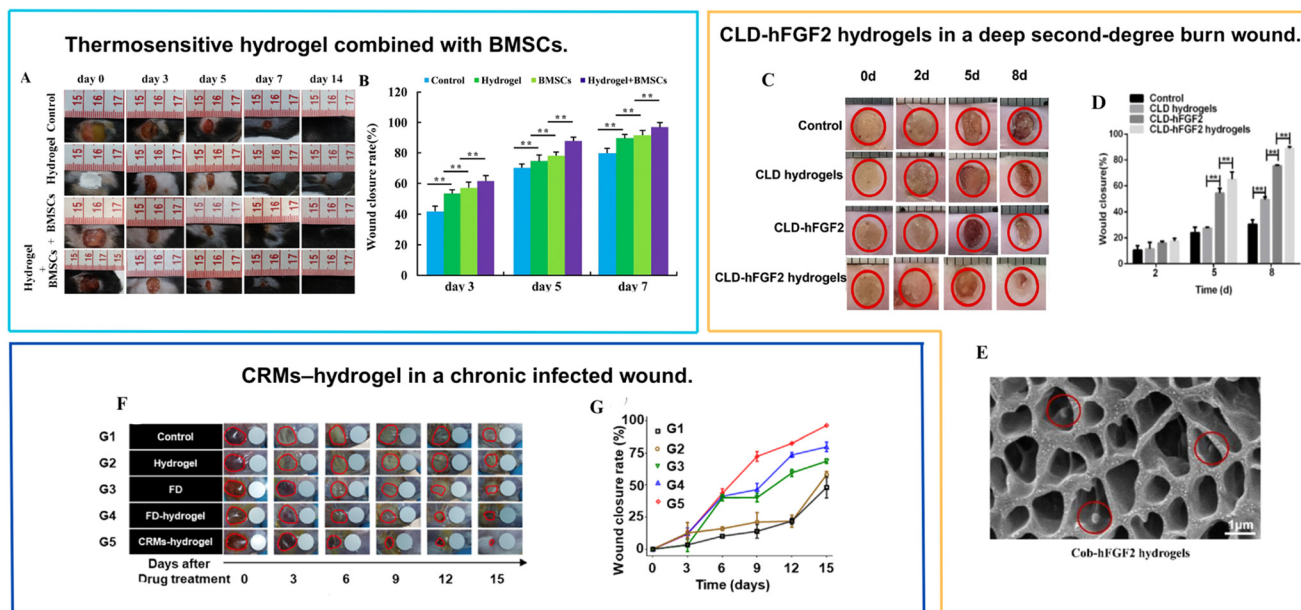 Thermosensitive hydrogel combined with BMSCs.
A
day 0 day 3 day 5 day 7 day 14
Control
Hydrogel
BMSCs
Hydrogel + BMSCs
15 16 17
B
Control Hydrogel BMSCs Hydrogel+BMSCs
Wound closure rate(%)
120
100
80
60
40
20
0
** ** ** ** ** ** ** ** **
day 3 day 5 day 7
CLD-hFGF2 hydrogels in a deep second-degree burn wound.
C
0d 2d 5d 8d
Control
CLD hydrogels
CLD-hFGF2
CLD-hFGF2 hydrogels
D
Control
CLD hydrogels
CLD-hFGF2
CLD-hFGF2 hydrogels
Wound closure(%)
120
100
80
60
40
20
0
** ** ** ** **
2 5 8
Time (d)
E
1μm
Cob-hFGF2 hydrogels
CRMs–hydrogel in a chronic infected wound.
F
G1 Control
G2 Hydrogel
G3 FD
G4 FD-hydrogel
G5 CRMs-hydrogel
Days after
Drug treatment 0 3 6 9 12 15
G
Wound closure rate (%)
100
75
50
25
0
G1
G2
G3
G4
G5
0 3 6 9 12 15
Time (days)